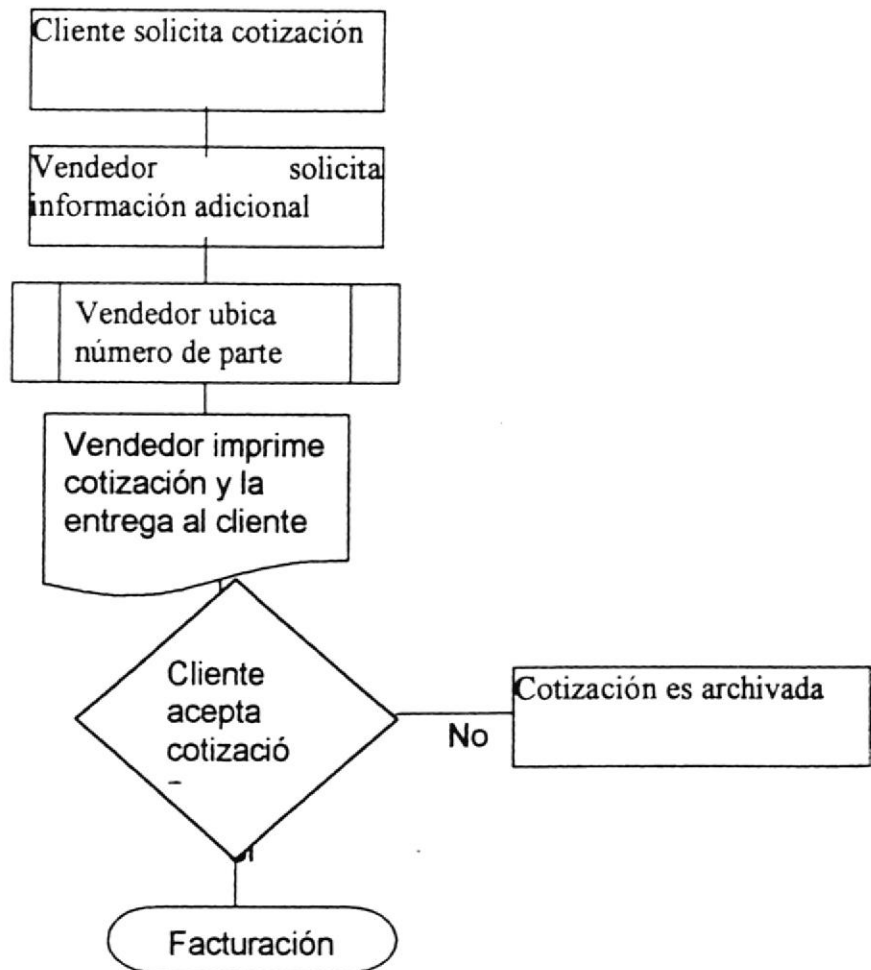 Cliente solicita cotización
Vendedor solicita
información adicional
Vendedor ubica
número de parte
Vendedor imprime
cotización y la
entrega al cliente
Cliente
acepta
cotizació
No
Cotización es archivada
Facturación